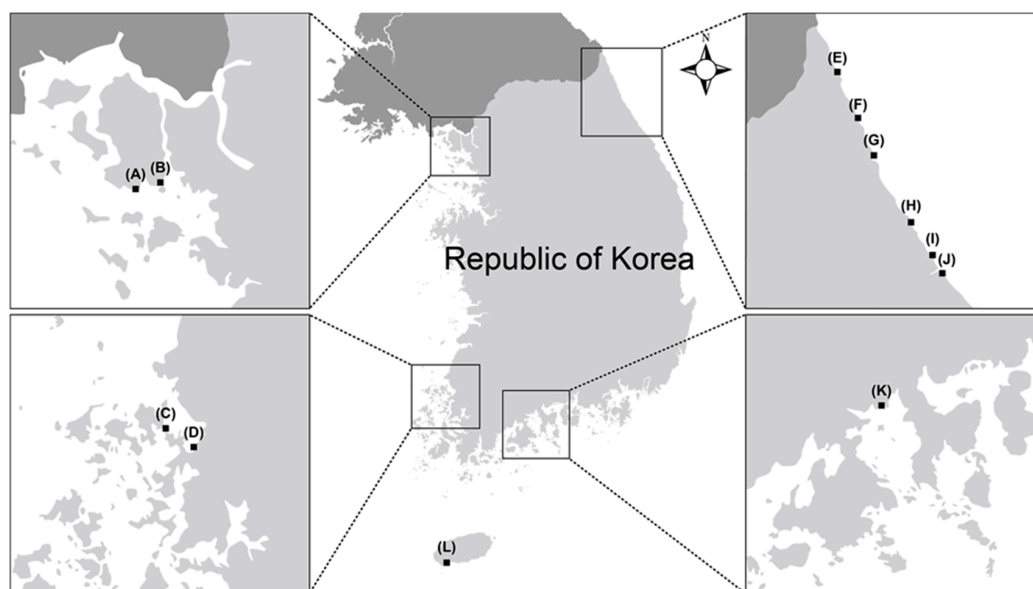 N
(A)
(B)
(C)
(D)
Republic of Korea
(L)
(E)
(F)
(G)
(H)
(I)
(J)
(K)